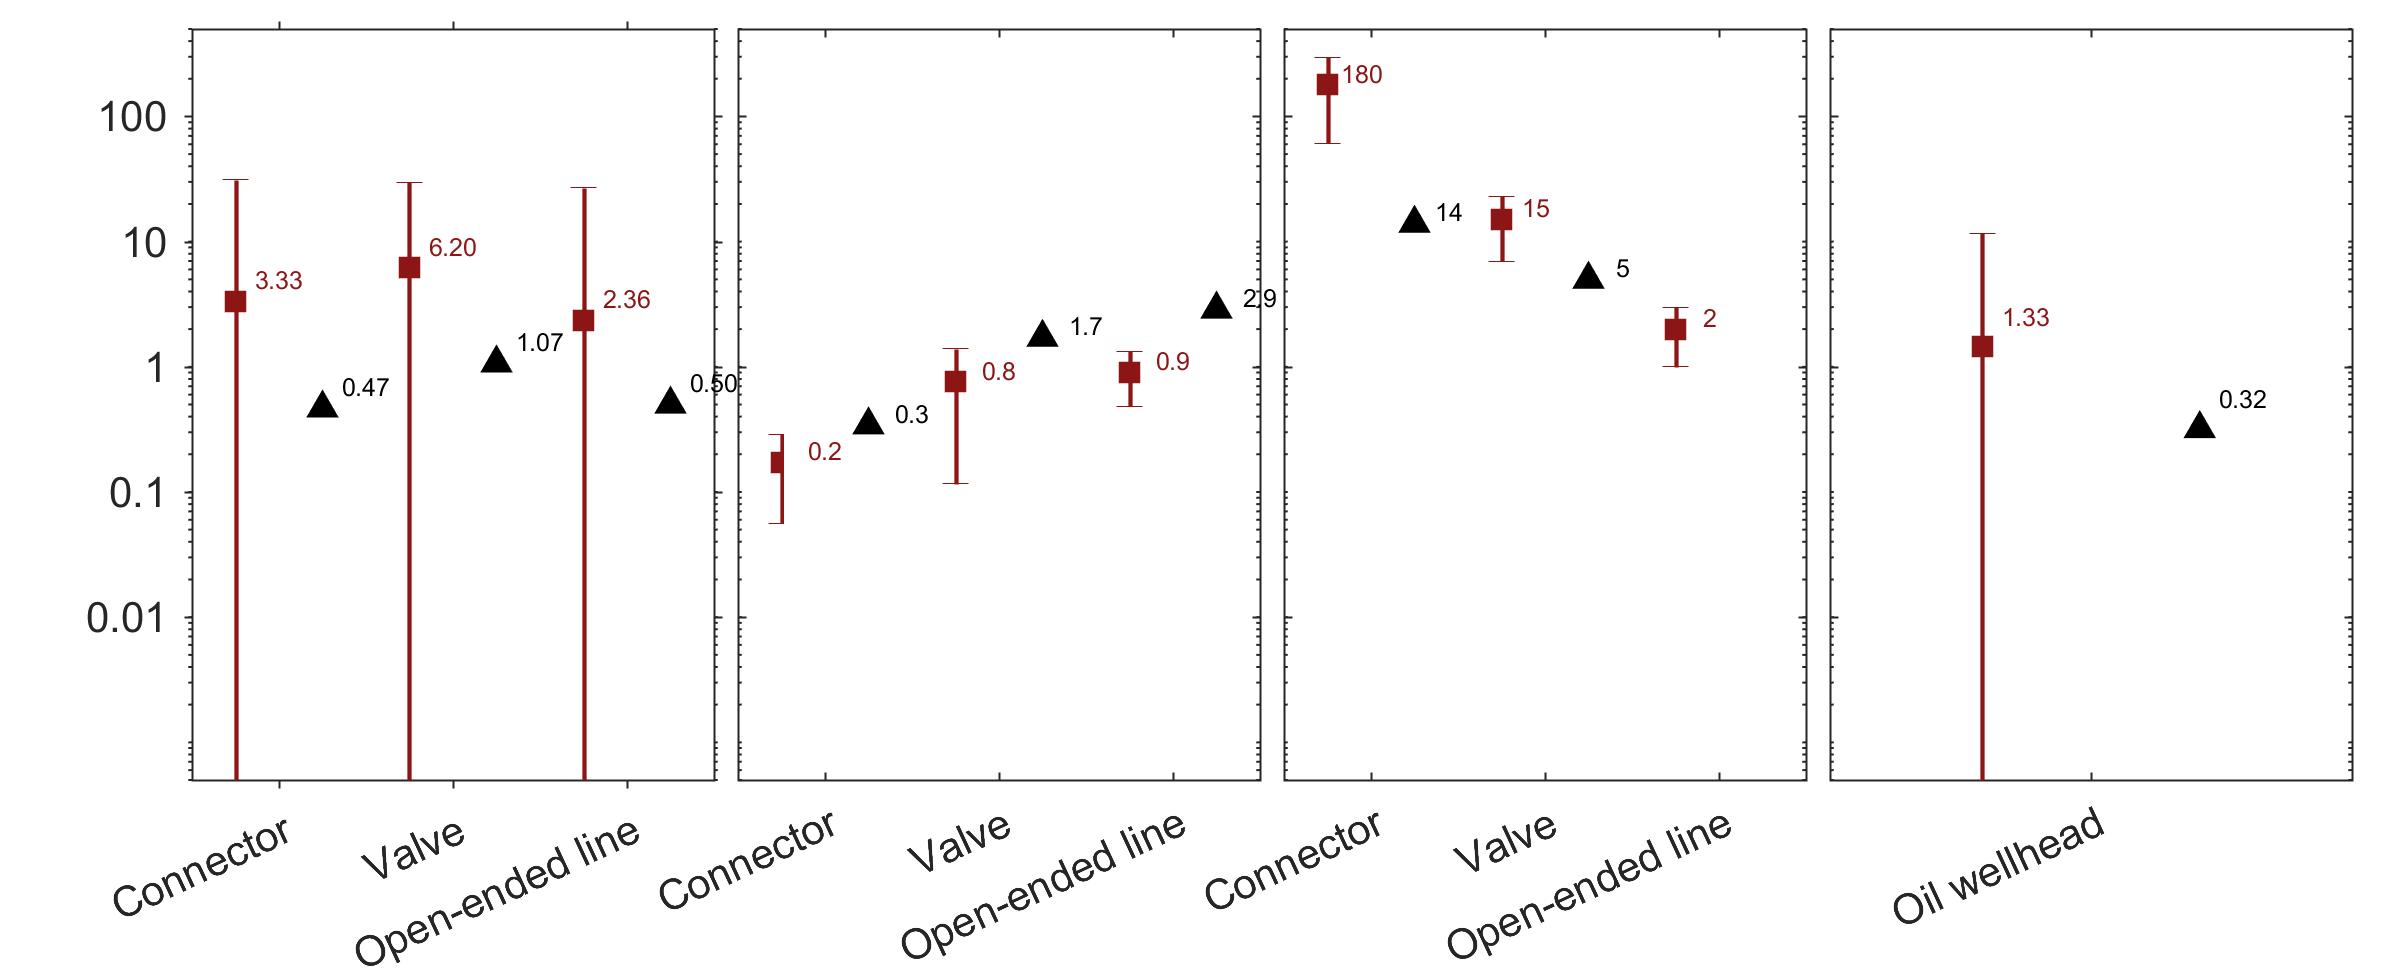 100
10
1
0.1
0.01
3.33
0.47
6.20
1.07
2.36
0.50
0.2
0.3
0.8
1.7
0.9
2.9
180
14
15
5
2
1.33
0.32
Connector
Valve
Open-ended line
Connector
Valve
Open-ended line
Connector
Valve
Open-ended line
Oil wellhead